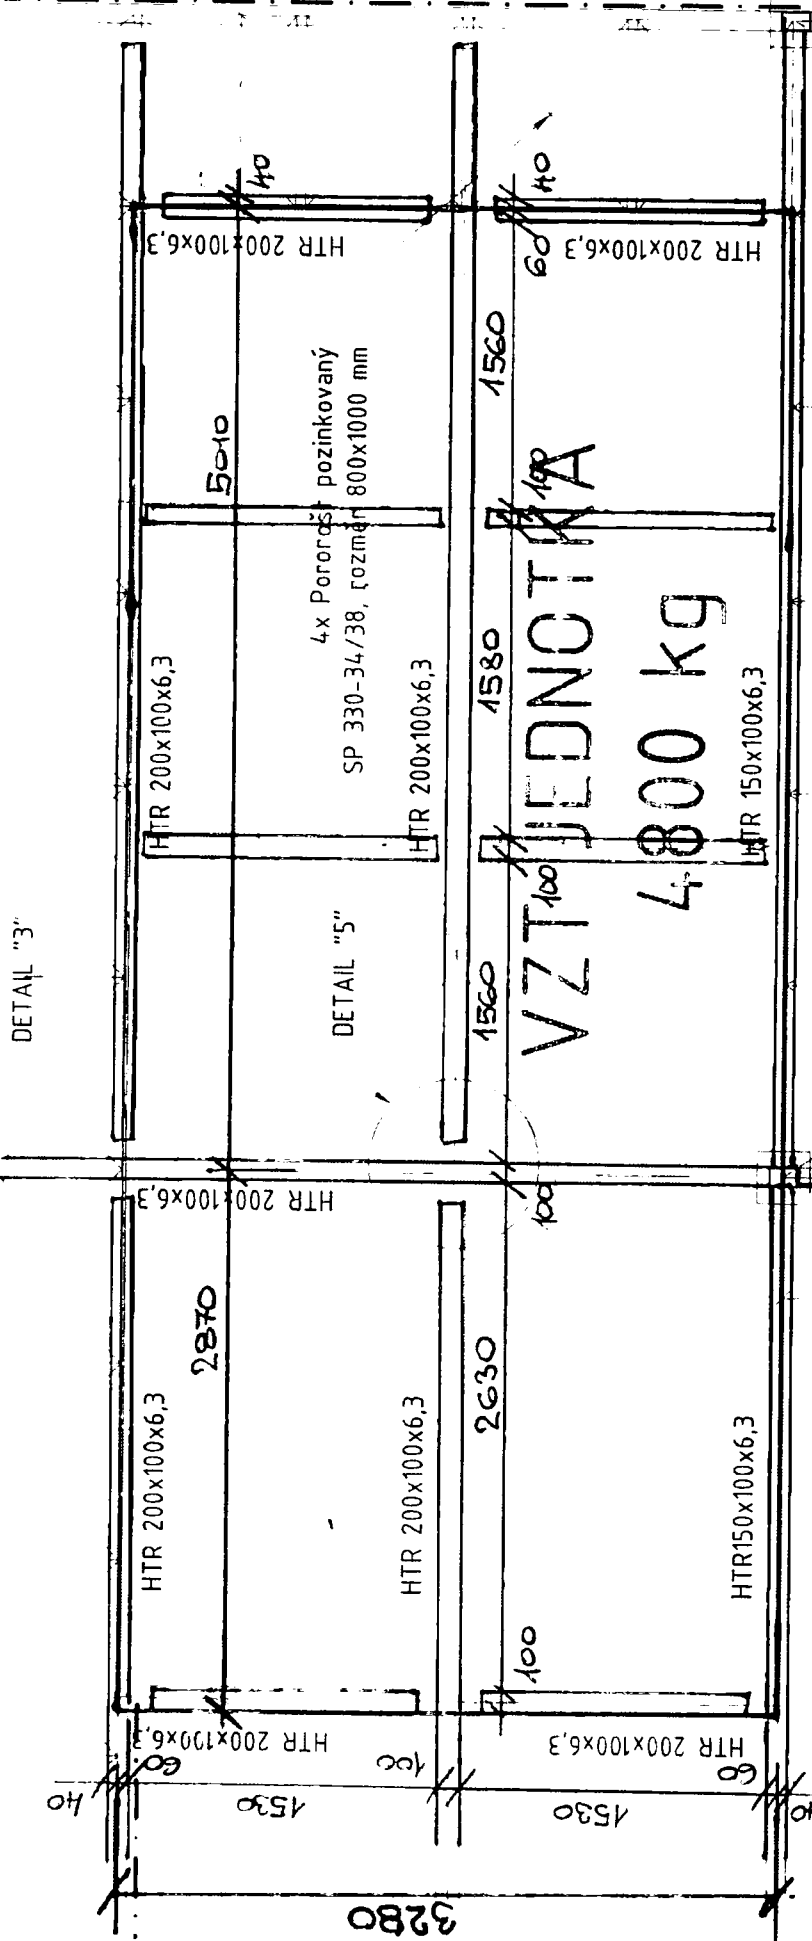 DETAIL "3"
40
40
HTR 200x100x6,3
60
HTR 200x100x6,3
5010
1560
4x Pororošt pozinkovaný
SP 330-34/38, rozměr 800x1000 mm
100
HTR 200x100x6,3
HTR 200x100x6,3
1580
VZT JEDNOTKA
4800 kg
HTR 150x100x6,3
DETAIL "5"
100
1560
HTR 200x100x6,3
100
2870
2630
HTR 200x100x6,3
HTR 200x100x6,3
HTR150x100x6,3
100
HTR 200x100x6,3
HTR 200x100x6,3
40
60
1530
100
1530
60
3280